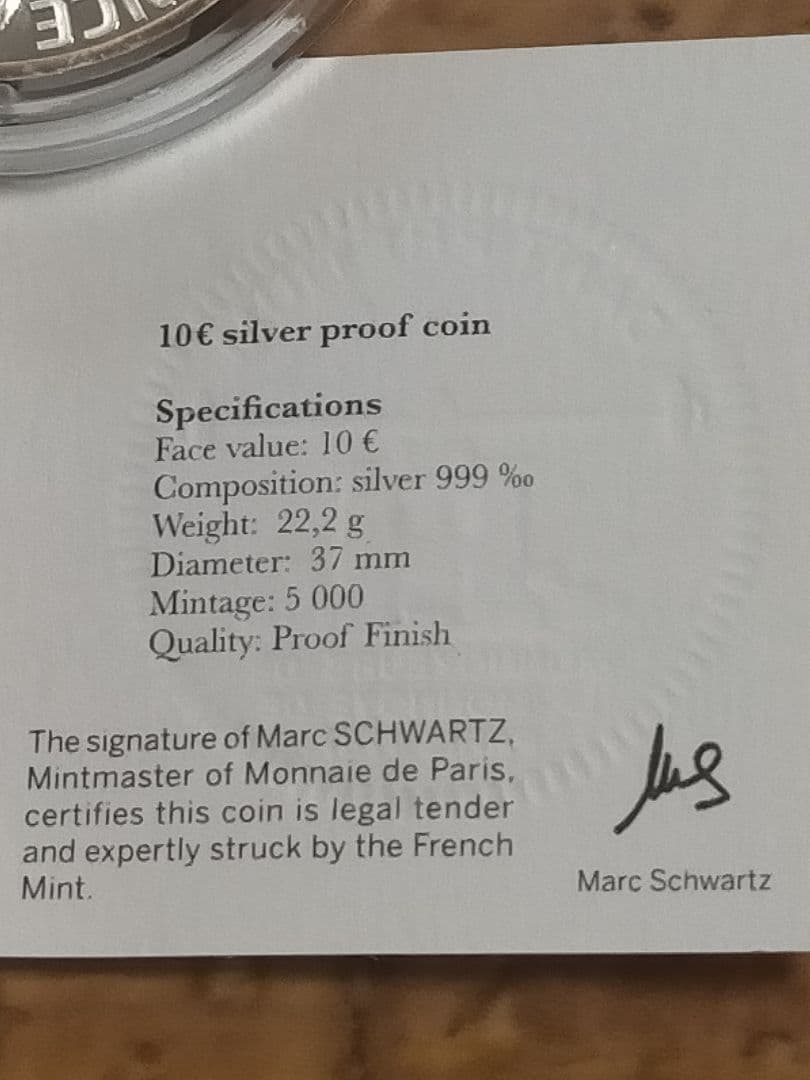 10€ silver proof coin
Specifications
Face value: 10 €
Composition: silver 999 ‰
Weight: 22,2 g
Diameter: 37 mm
Mintage: 5 000
Quality: Proof Finish
The signature of Marc SCHWARTZ,
Mintmaster of Monnaie de Paris,
certifies this coin is legal tender
and expertly struck by the French
Mint.
Marc Schwartz